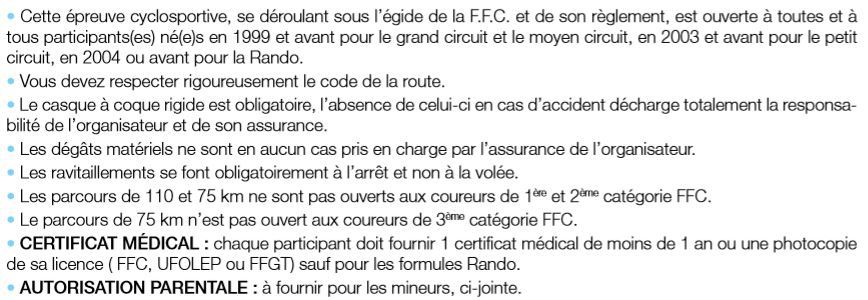 • Cette épreuve cyclosportive, se déroulant sous l'égide de la F.F.C. et de son règlement, est ouverte à toutes et à
tous participants(es) né(e)s en 1999 et avant pour le grand circuit et le moyen circuit, en 2003 et avant pour le petit
circuit, en 2004 ou avant pour la Rando.
• Vous devez respecter rigoureusement le code de la route.
• Le casque à coque rigide est obligatoire, l'absence de celui-ci en cas d'accident décharge totalement la responsa-
bilité de l'organisateur et de son assurance.
• Les dégâts matériels ne sont en aucun cas pris en charge par l'assurance de l'organisateur.
• Les ravitaillements se font obligatoirement à l'arrêt et non à la volée.
• Les parcours de 110 et 75 km ne sont pas ouverts aux coureurs de 1ère et 2ème catégorie FFC.
• Le parcours de 75 km n'est pas ouvert aux coureurs de 3ème catégorie FFC.
• CERTIFICAT MÉDICAL : chaque participant doit fournir 1 certificat médical de moins de 1 an ou une photocopie
de sa licence ( FFC, UFOLEP ou FFGT) sauf pour les formules Rando.
• AUTORISATION PARENTALE : à fournir pour les mineurs, ci-jointe.